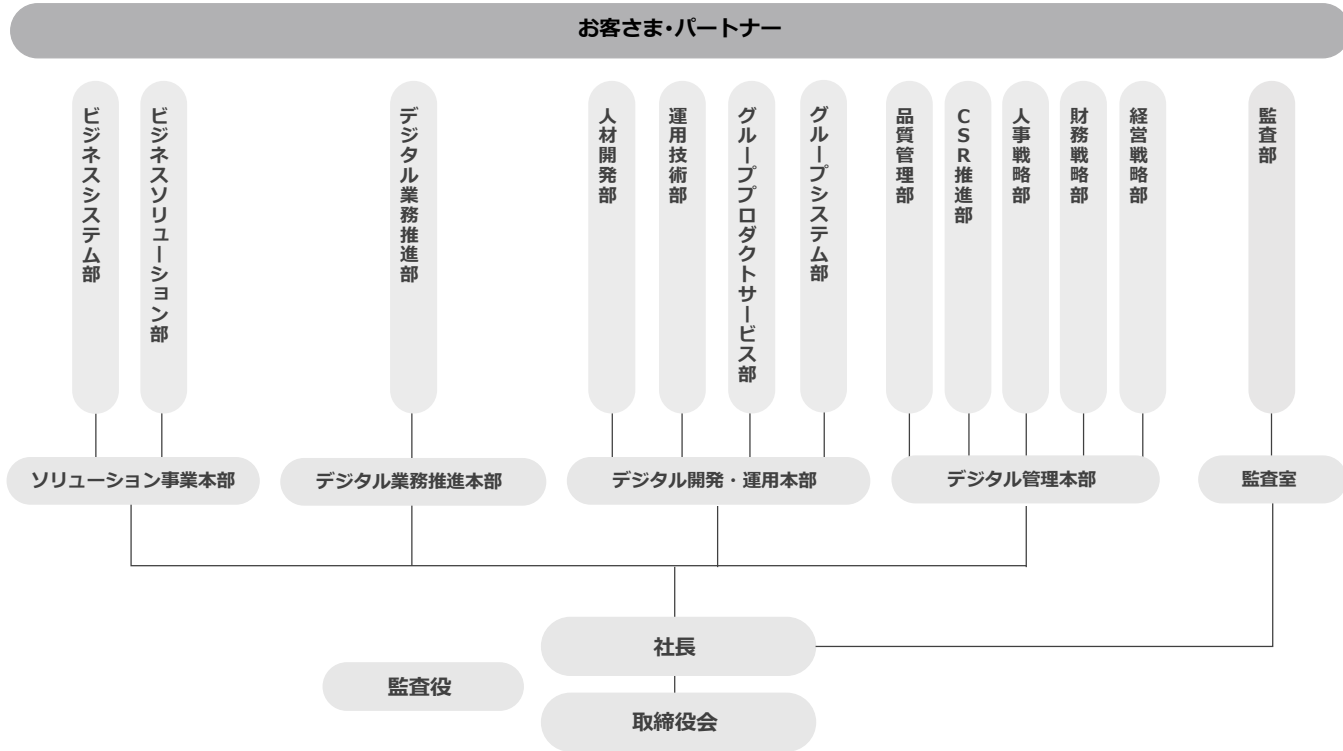 お客さま・パートナー
ビジネスシステム部
ビジネスソリューション部
デジタル業務推進部
人材開発部
運用技術部
グループプロダクトサービス部
グループシステム部
品質管理部
CSR推進部
人事戦略部
財務戦略部
経営戦略部
監査部
ソリューション事業本部
デジタル業務推進本部
デジタル開発・運用本部
デジタル管理本部
監査室
社長
監査役
取締役会